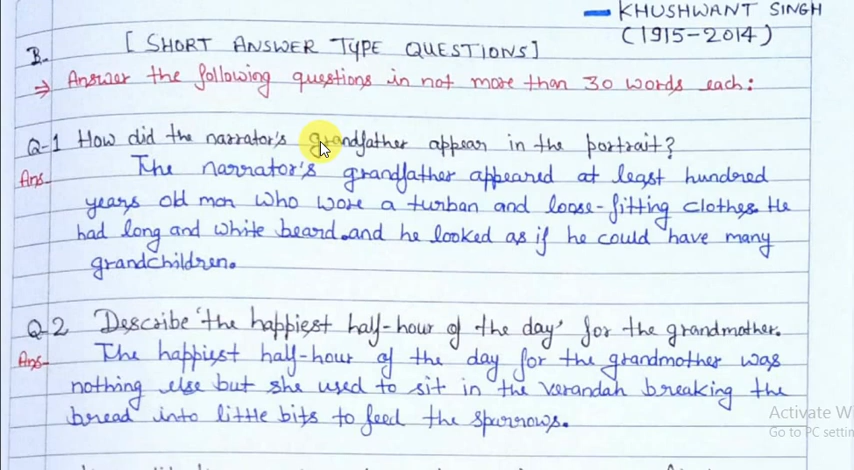 — KHUSHWANT SINGH
(1915-2014)
B. [SHORT ANSWER TYPE QUESTIONS]
⇒ Answer the following questions in not more than 30 words each:
Q-1 How did the narrator's grandfather appear in the portrait?
Ans- The narrator's grandfather appeared at least hundred
years old man who wore a turban and loose-fitting clothes. He
had long and white beard.and he looked as if he could have many
grandchildren.
Q-2 Describe 'the happiest half-hour of the day' for the grandmother.
Ans- The happiest half-hour of the day for the grandmother was
nothing else but she used to sit in the verandah breaking the
bread into little bits to feed the sparrows.
Activate W
Go to PC settin